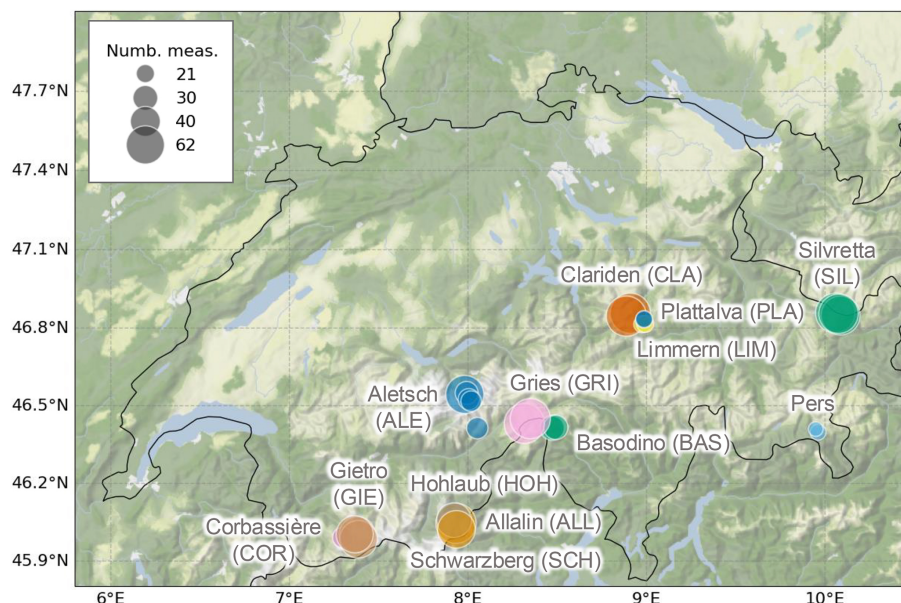 Numb. meas.
21
30
40
62
47.7°N
47.4°N
47.1°N
46.8°N
46.5°N
46.2°N
45.9°N
Silvretta
(SIL)
Clariden (CLA)
Plattalva (PLA)
Limmern (LIM)
Aletsch
(ALE)
Gries (GRI)
Pers
Basodino (BAS)
Gietro
(GIE)
Hohlaub (HOH)
Corbassière
(COR)
Allalin (ALL)
Schwarzberg (SCH)
6°E
7°E
8°E
9°E
10°E